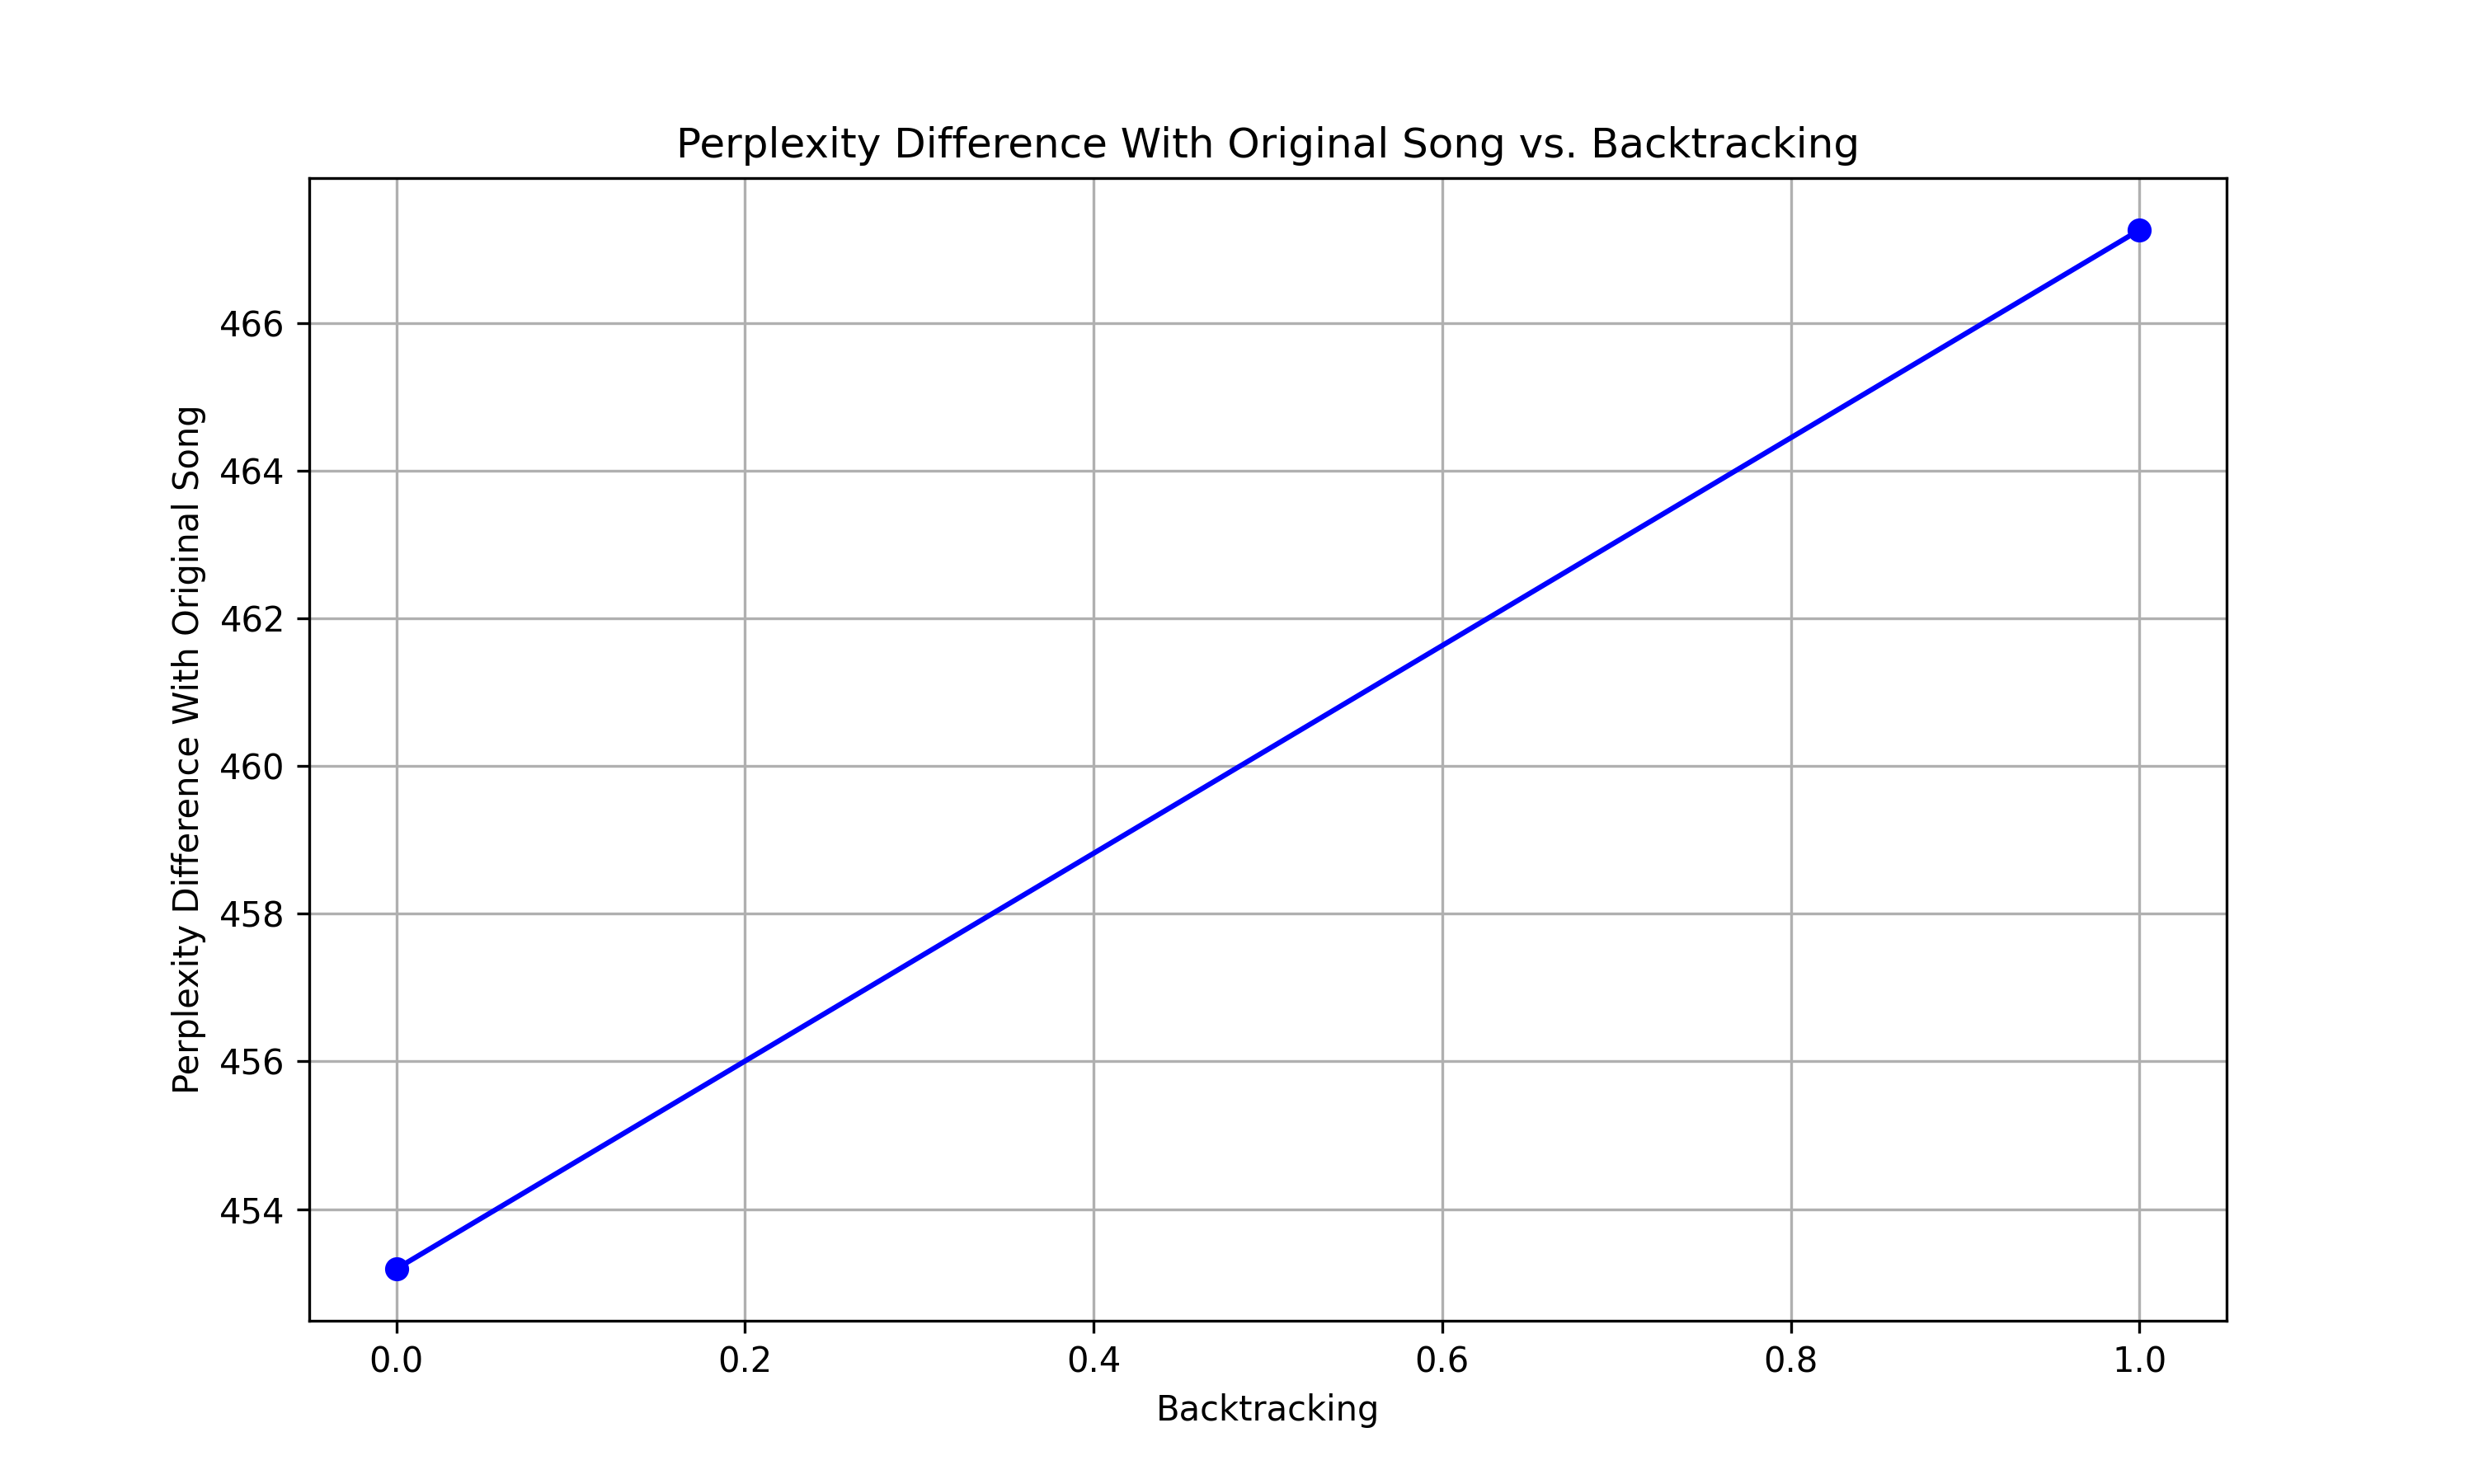 Perplexity Difference With Original Song vs. Backtracking
Perplexity Difference With Original Song
466
464
462
460
458
456
454
0.0 0.2 0.4 0.6 0.8 1.0
Backtracking